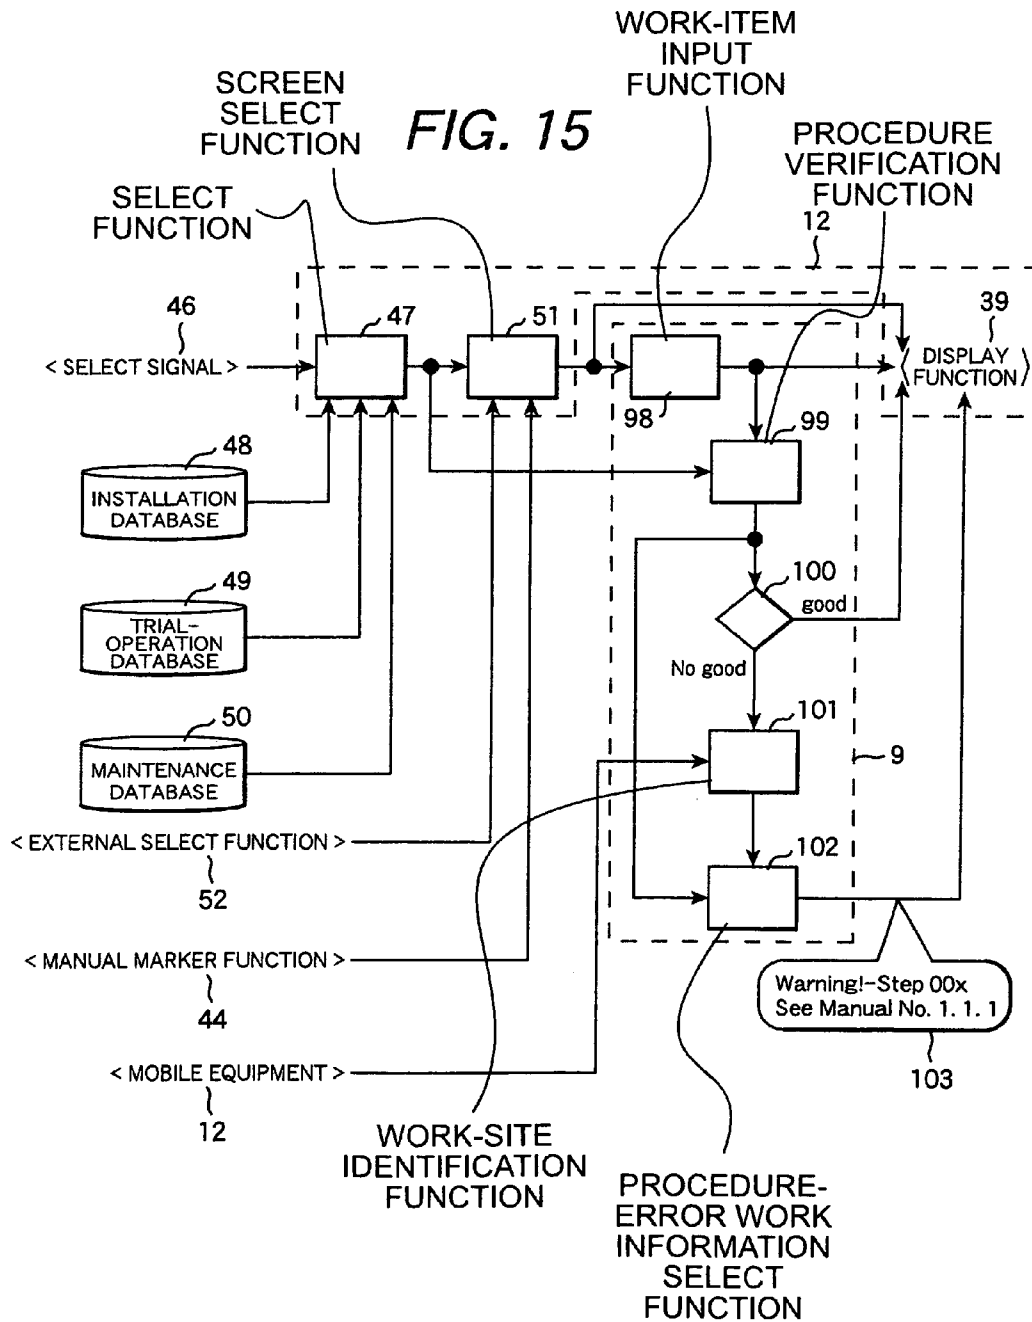 WORK-ITEM
INPUT
FUNCTION
SCREEN
SELECT
FUNCTION
FIG. 15
PROCEDURE
VERIFICATION
FUNCTION
SELECT
FUNCTION
12
46
47
51
39
< SELECT SIGNAL >
98
< DISPLAY
FUNCTION >
99
48
INSTALLATION
DATABASE
100
good
49
TRIAL-
OPERATION
DATABASE
No good
101
50
MAINTENANCE
DATABASE
9
< EXTERNAL SELECT FUNCTION >
52
102
< MANUAL MARKER FUNCTION >
44
Warning!-Step 00x
See Manual No. 1. 1. 1
103
< MOBILE EQUIPMENT >
12
WORK-SITE
IDENTIFICATION
FUNCTION
PROCEDURE-
ERROR WORK
INFORMATION
SELECT
FUNCTION